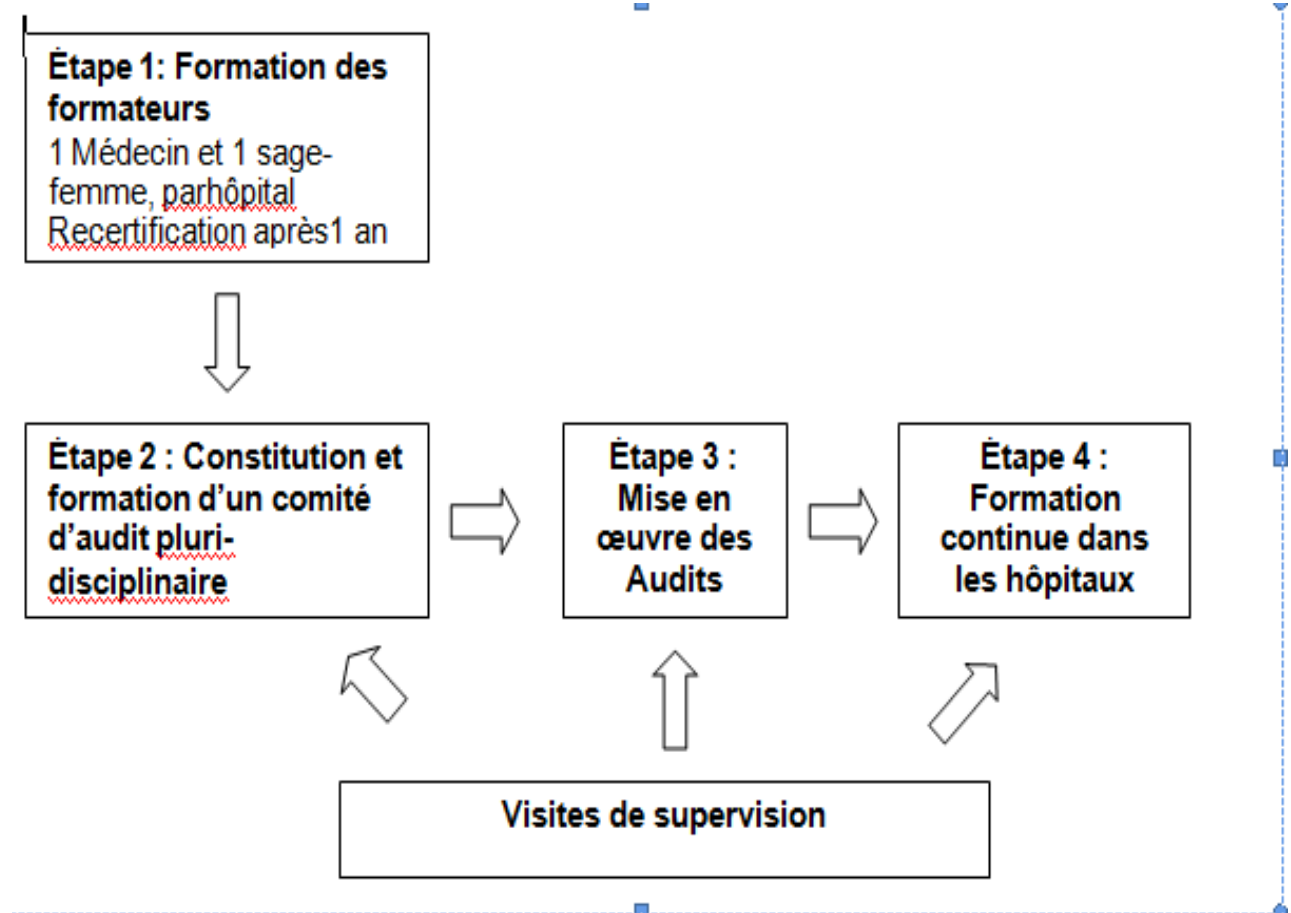 Étape 1: Formation des
formateurs
1 Médecin et 1 sage-
femme, parhôpital
Recertification après1 an
Étape 2 : Constitution et
formation d’un comité
d’audit pluri-
disciplinaire
Étape 3 :
Mise en
œuvre des
Audits
Étape 4 :
Formation
continue dans
les hôpitaux
Visites de supervision